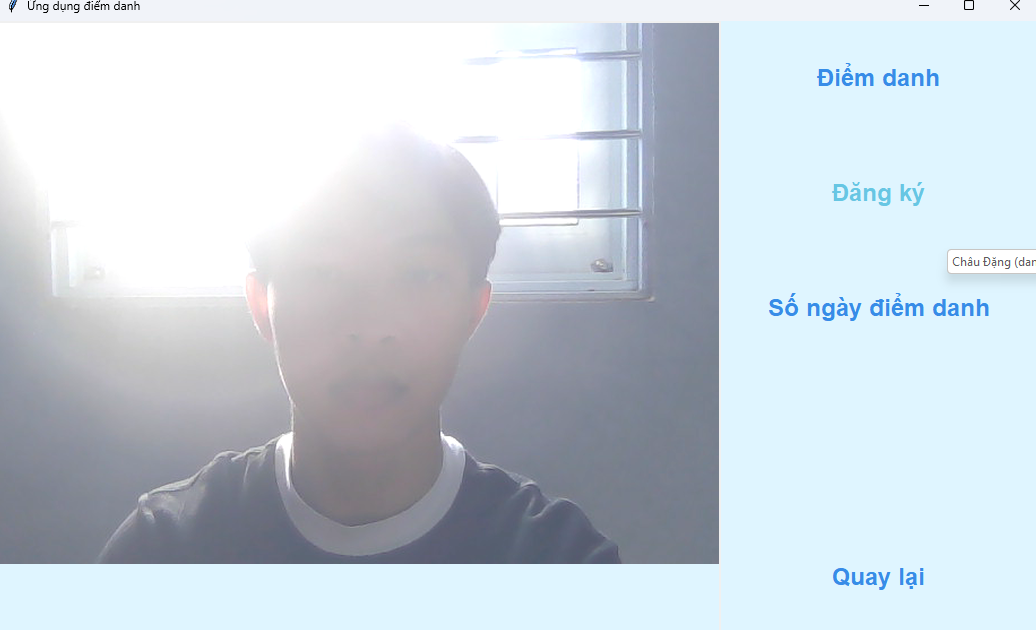 Ứng dụng điểm danh
Điểm danh
Đăng ký
Châu Đặng (dan
Số ngày điểm danh
Quay lại